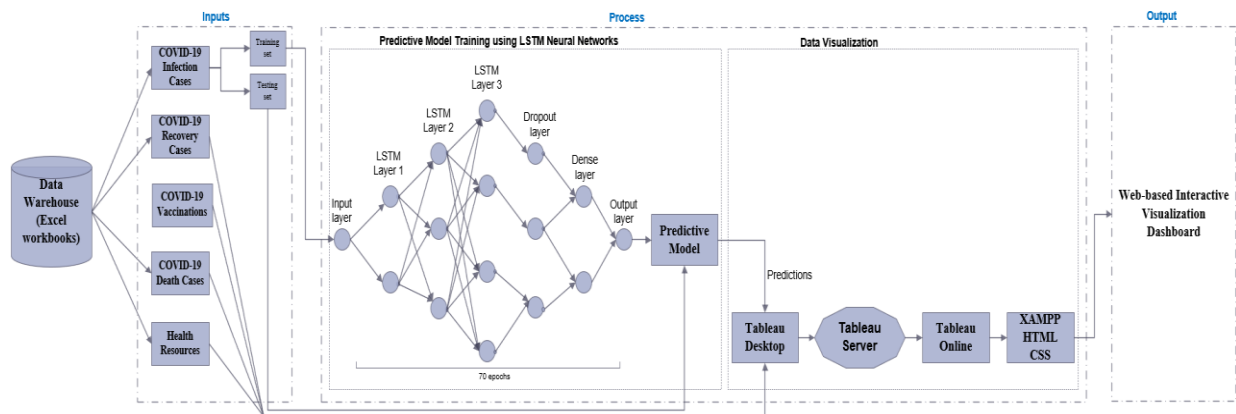 Inputs
Process
Output
Predictive Model Training using LSTM Neural Networks
Data Visualization
Data
Warehouse
(Excel
workbooks)
COVID-19
Infection
Cases
Training
set
Testing
set
COVID-19
Recovery
Cases
COVID-19
Vaccinations
COVID-19
Death Cases
Health
Resources
Input
layer
LSTM
Layer 1
LSTM
Layer 2
LSTM
Layer 3
Dropout
layer
Dense
layer
Output
layer
70 epochs
Predictive
Model
Predictions
Tableau
Desktop
Tableau
Server
Tableau
Online
XAMPP
HTML
CSS
Web-based Interactive
Visualization
Dashboard